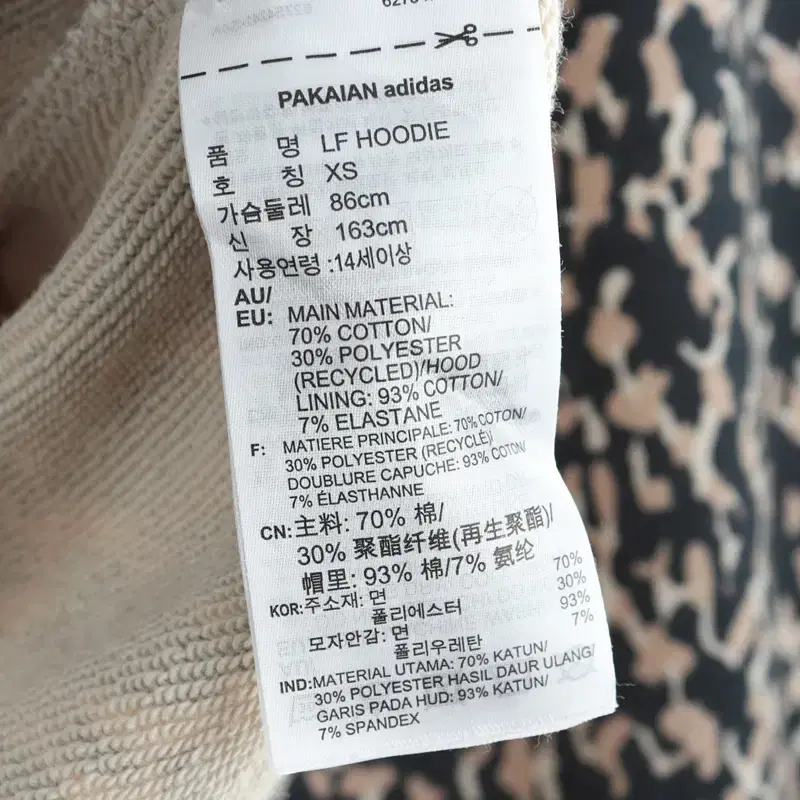 PAKAIAN adidas
품 명 LF HOODIE
호 칭 XS
가슴둘레 86cm
신 장 163cm
사용연령 :14세이상
AU/
EU: MAIN MATERIAL:
70% COTTON/
30% POLYESTER
(RECYCLED)/HOOD
LINING: 93% COTTON/
7% ELASTANE
F: MATIERE PRINCIPALE: 70% COTON/
30% POLYESTER (RECYCLÉ)
DOUBLURE CAPUCHE: 93% COTON/
7% ÉLASTHANNE
CN: 主料: 70% 棉/
30% 聚酯纤维(再生聚酯)/
帽里: 93% 棉/7% 氨纶
KOR: 주소재: 면 70%
폴리에스터 30%
모자안감: 면 93%
폴리우레탄 7%
IND: MATERIAL UTAMA: 70% KATUN/
30% POLYESTER HASIL DAUR ULANG/
GARIS PADA HUD: 93% KATUN/
7% SPANDEX